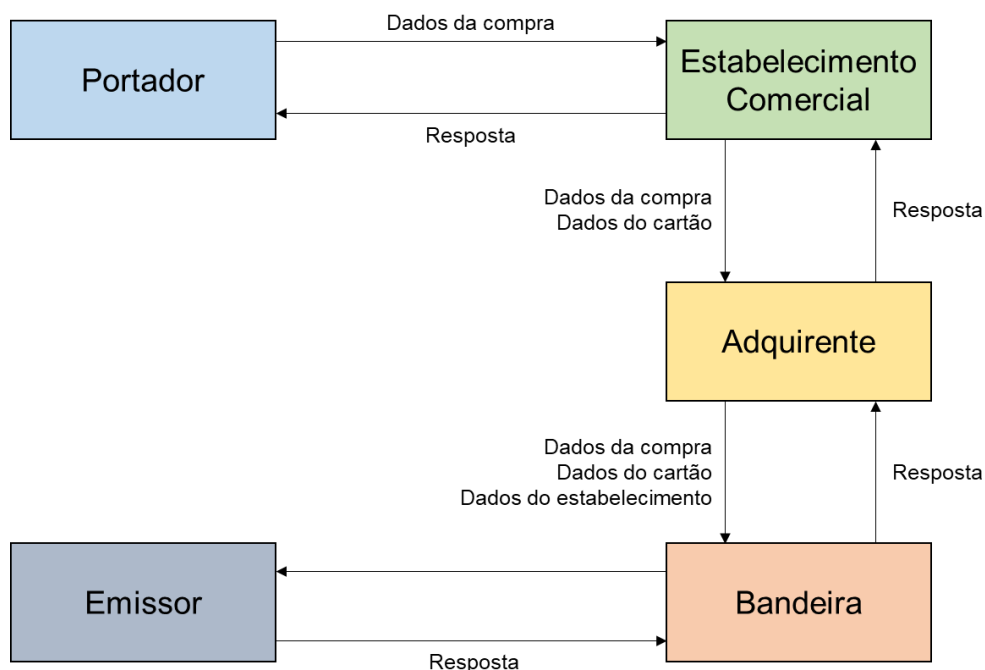 Dados da compra
Portador
Estabelecimento
Comercial
Resposta
Dados da compra
Dados do cartão
Resposta
Adquirente
Dados da compra
Dados do cartão
Dados do estabelecimento
Resposta
Emissor
Bandeira
Resposta